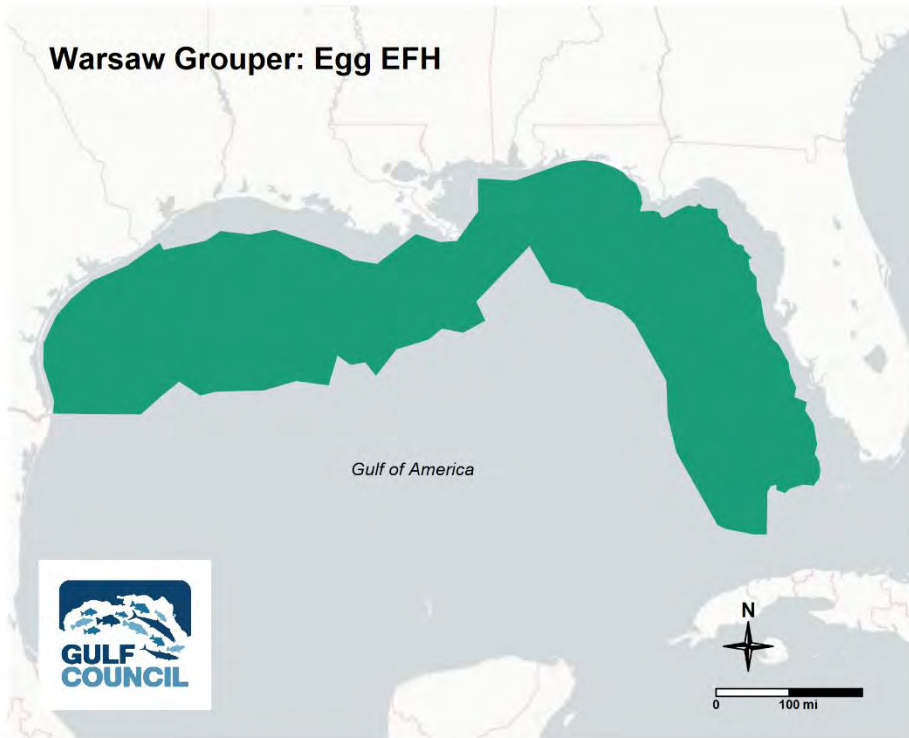 Warsaw Grouper: Egg EFH
Gulf of America
GULF
COUNCIL
N
0 100 mi